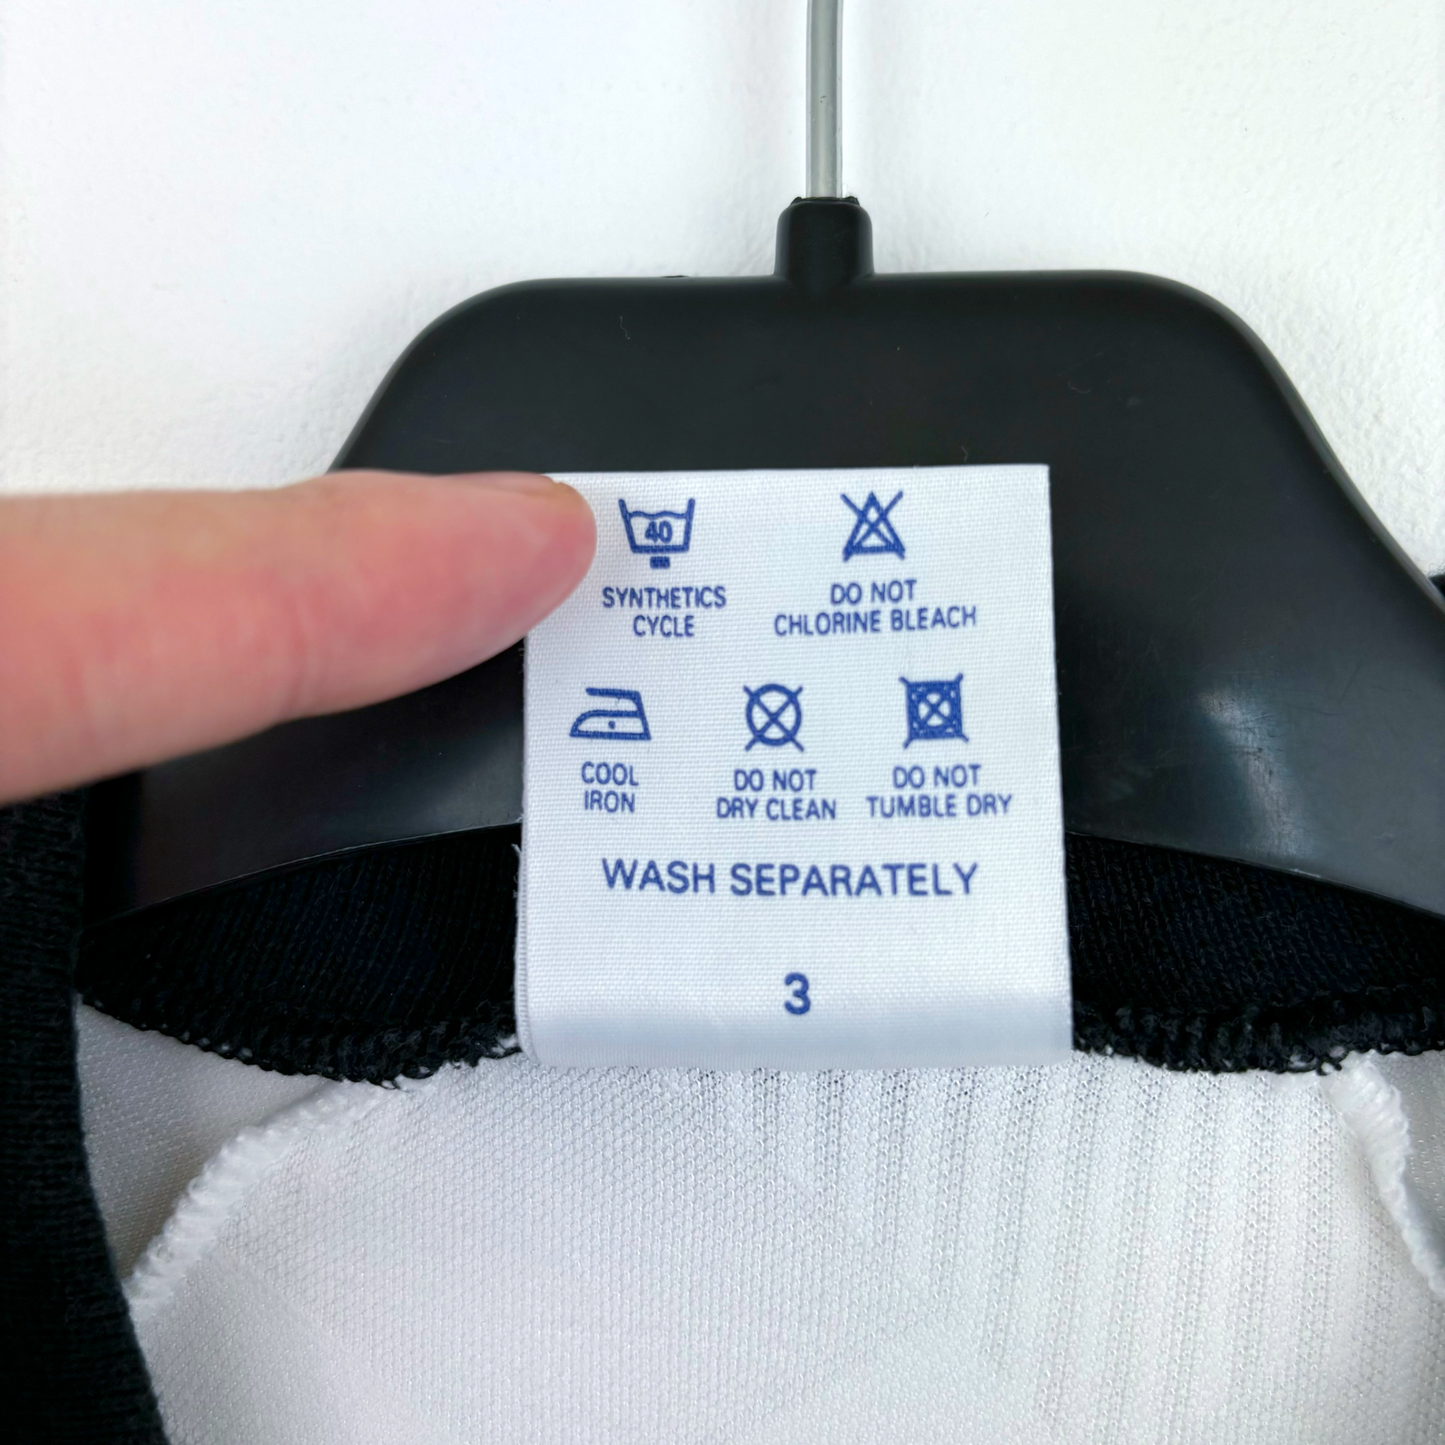 40
SYNTHETICS
CYCLE
DO NOT
CHLORINE BLEACH
COOL
IRON
DO NOT
DRY CLEAN
DO NOT
TUMBLE DRY
WASH SEPARATELY
3